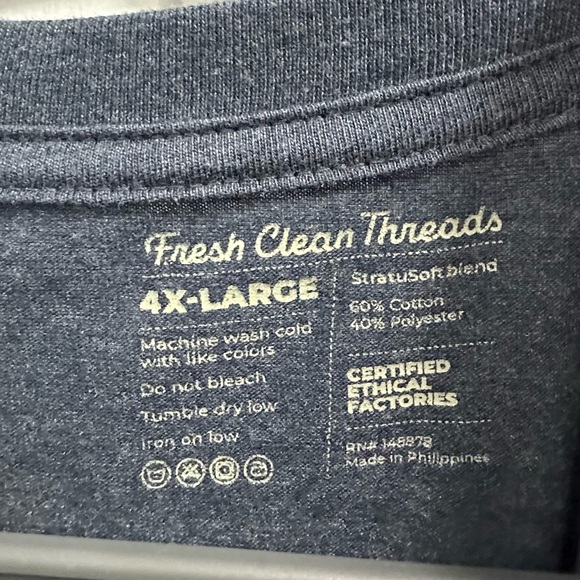 Fresh Clean Threads
4X-LARGE
Machine wash cold
with like colors
Do not bleach
Tumble dry low
Iron on low
StratuSoft blend
60% Cotton
40% Polyester
CERTIFIED
ETHICAL
FACTORIES
RN# 148878
Made in Philippines